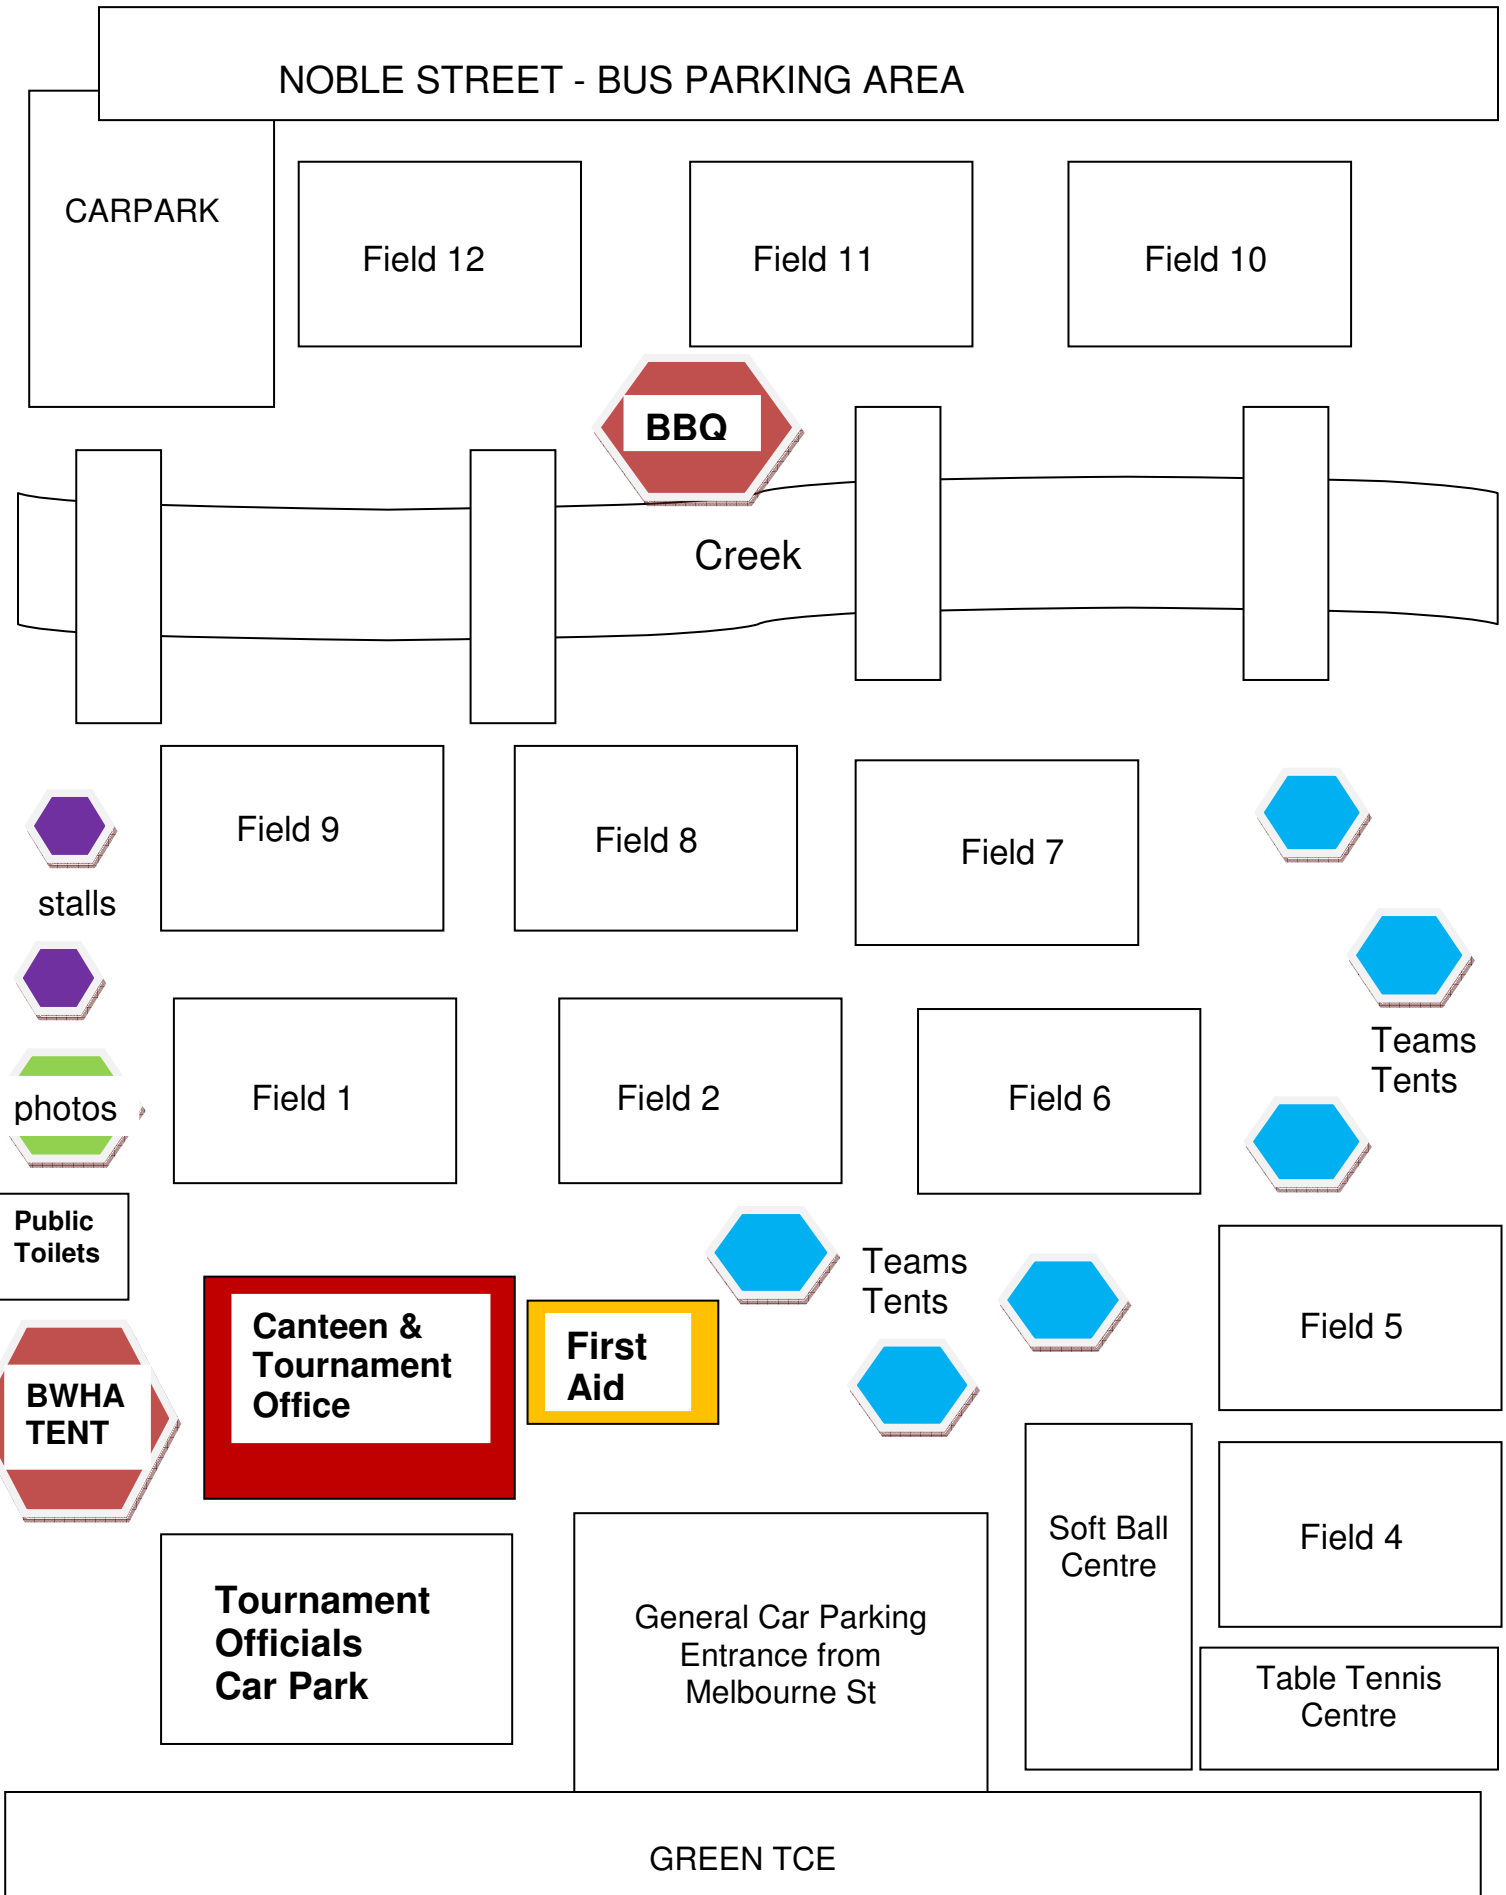 NOBLE STREET - BUS PARKING AREA
CARPARK
Field 12
Field 11
Field 10
BBQ
Creek
Field 9
Field 8
Field 7
stalls
Teams
Tents
Field 1
Field 2
Field 6
photos
Public
Toilets
Teams
Tents
Canteen &
Tournament
Office
First
Aid
Field 5
BWHA
TENT
Soft Ball
Centre
Field 4
Tournament
Officials
Car Park
General Car Parking
Entrance from
Melbourne St
Table Tennis
Centre
GREEN TCE